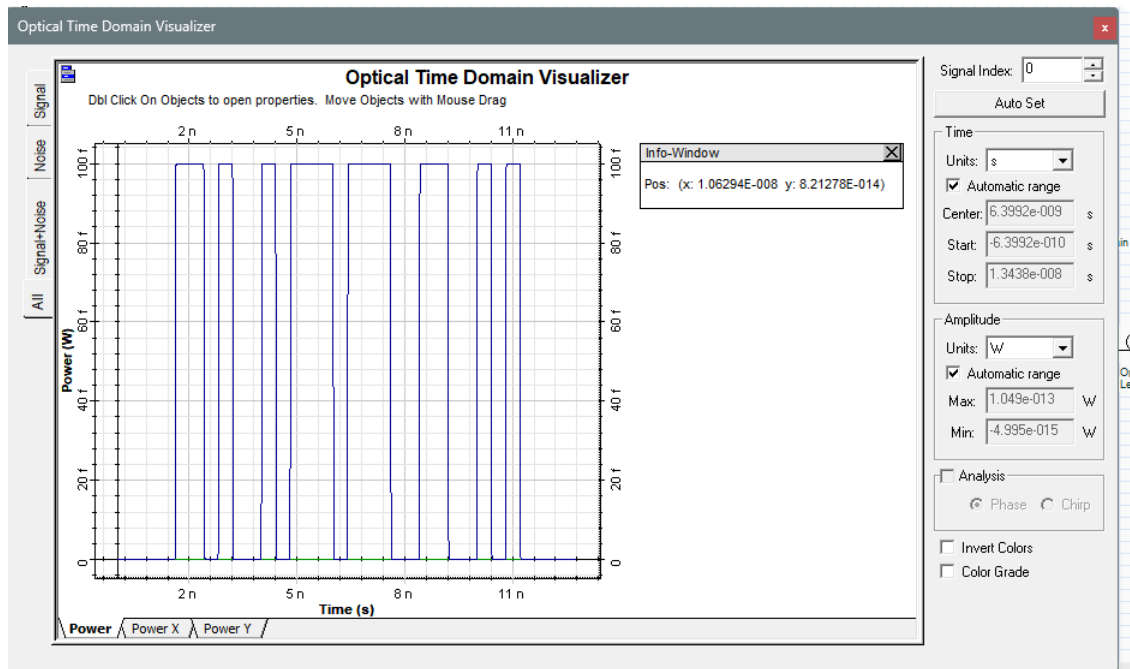 Optical Time Domain Visualizer
x
Signal
Noise
Signal+Noise
All
Optical Time Domain Visualizer
Dbl Click On Objects to open properties. Move Objects with Mouse Drag
2 n 5 n 8 n 11 n
100 f
80 f
60 f
40 f
20 f
0
Power (W)
100 f
80 f
60 f
40 f
20 f
0
2 n 5 n 8 n 11 n
Time (s)
Power Power X Power Y
Info-Window
Pos: (x: 1.06294E-008 y: 8.21278E-014)
Signal Index: 0
Auto Set
Time
Units: s
Automatic range
Center: 6.3992e-009 s
Start: -6.3992e-010 s
Stop: 1.3438e-008 s
Amplitude
Units: W
Automatic range
Max: 1.049e-013 W
Min: -4.995e-015 W
Analysis
Phase Chirp
Invert Colors
Color Grade